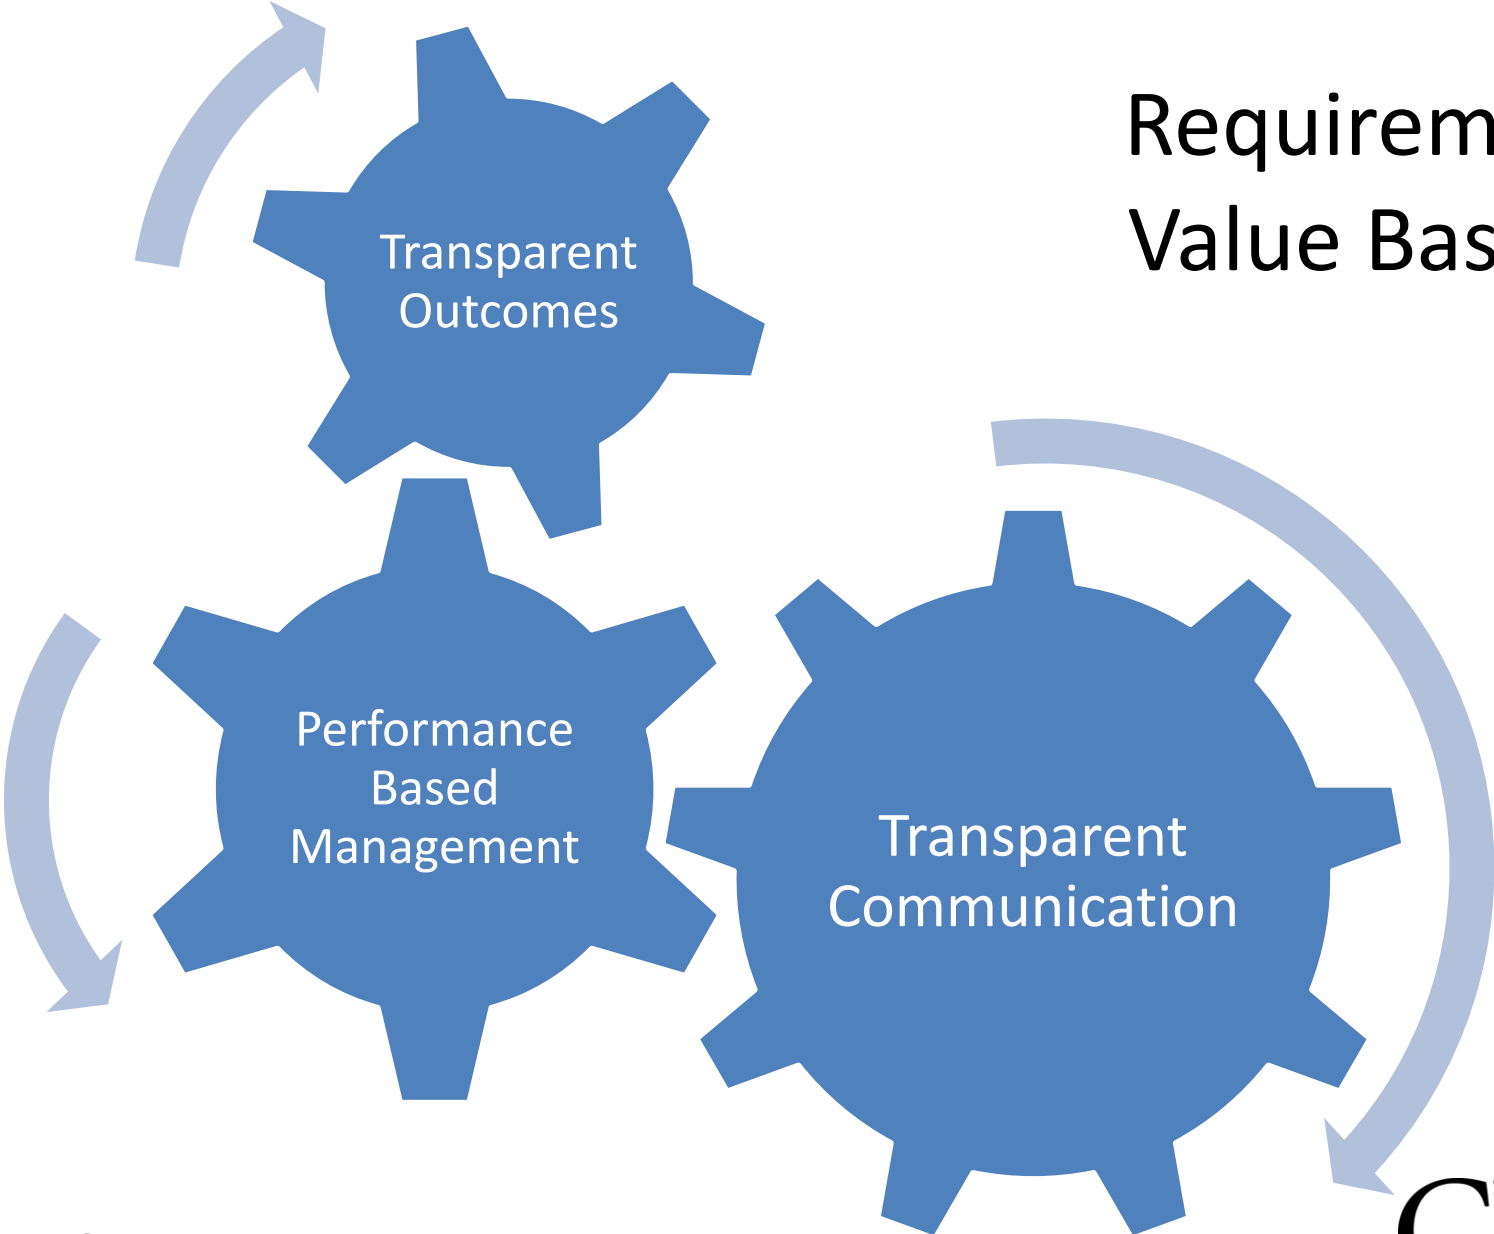 Requirem
Value Bas
Transparent
Outcomes
Performance
Based
Management
Transparent
Communication